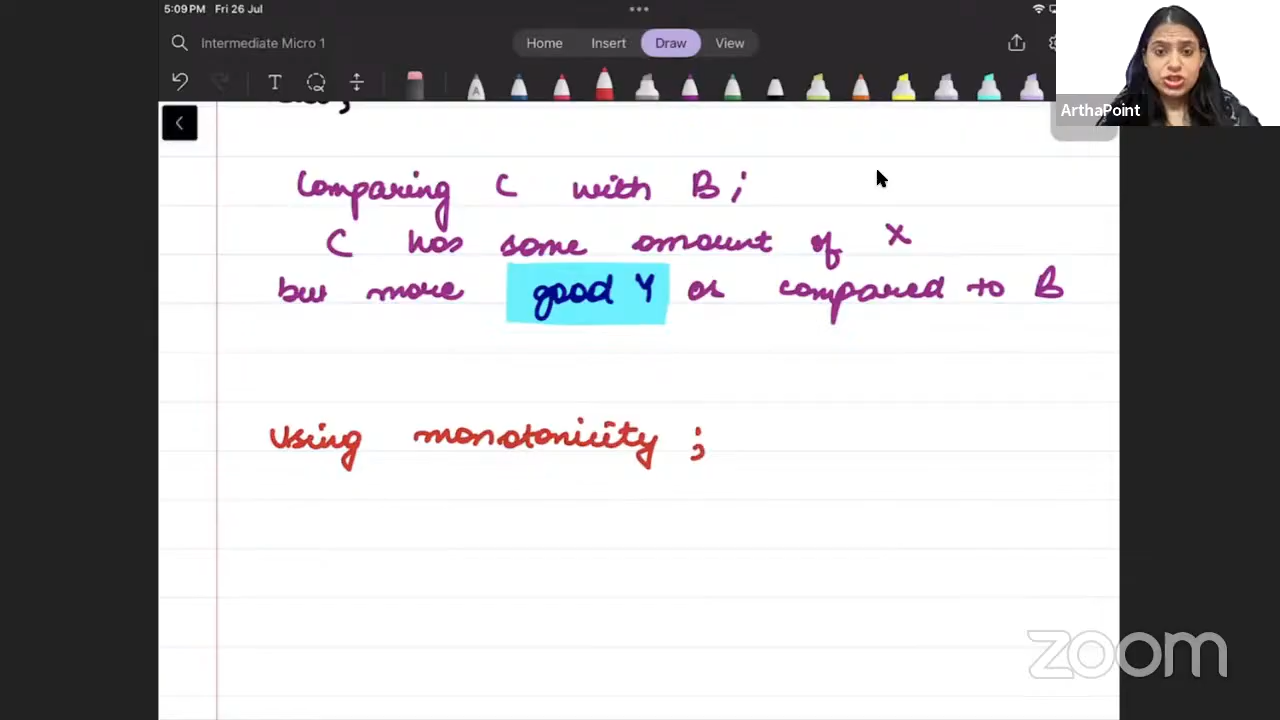 5:09 PM Fri 26 Jul
Intermediate Micro 1
Home Insert Draw View
ArthaPoint
Comparing C with B;
C has same amount of X
but more good Y as compared to B
Using monotonicity ;
zoom